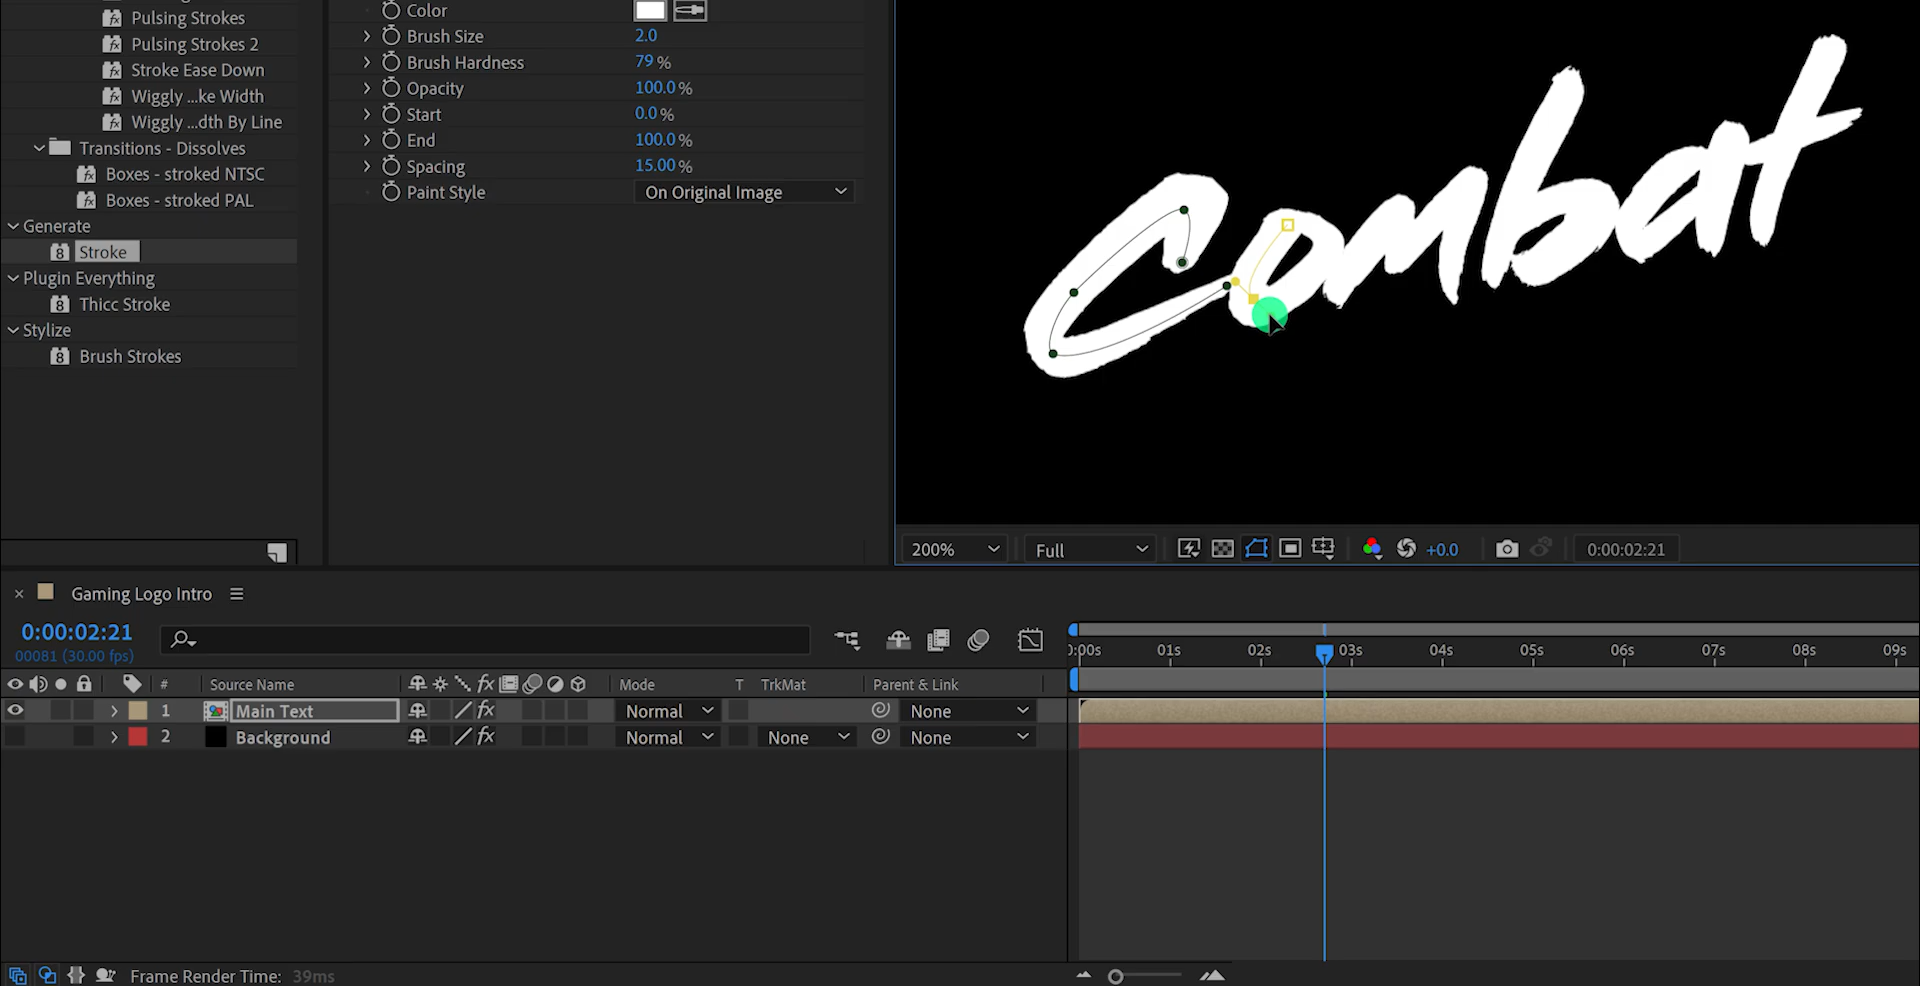 Pulsing Strokes
Pulsing Strokes 2
Stroke Ease Down
Wiggly ...ke Width
Wiggly ...dth By Line
Transitions - Dissolves
Boxes - stroked NTSC
Boxes - stroked PAL
Generate
Stroke
Plugin Everything
Thicc Stroke
Stylize
Brush Strokes
Color
Brush Size 2.0
Brush Hardness 79 %
Opacity 100.0 %
Start 0.0 %
End 100.0 %
Spacing 15.00 %
Paint Style On Original Image
Combat
200% Full +0.0 0:00:02:21
Gaming Logo Intro
0:00:02:21
00081 (30.00 fps)
:00s 01s 02s 03s 04s 05s 06s 07s 08s 09s
# Source Name fx Mode T TrkMat Parent & Link
1 Main Text fx Normal None
2 Background fx Normal None None
Frame Render Time: 39ms